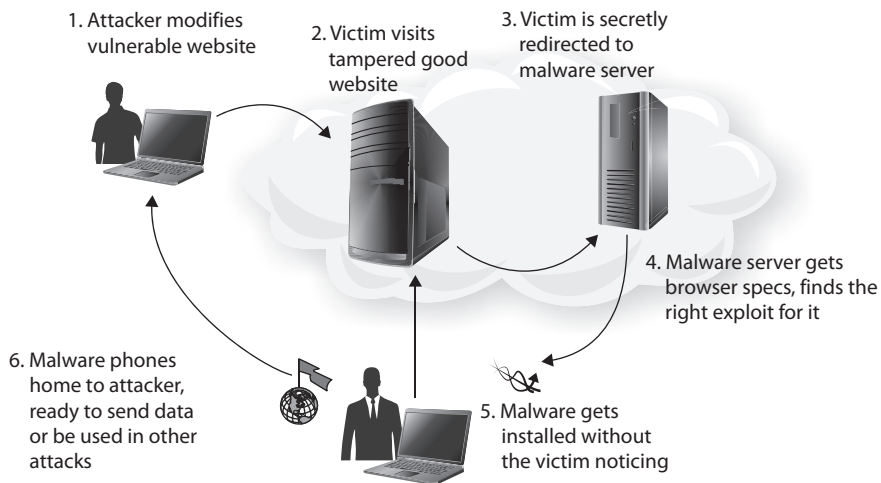 1. Attacker modifies
vulnerable website
2. Victim visits
tampered good
website
3. Victim is secretly
redirected to
malware server
4. Malware server gets
browser specs, finds the
right exploit for it
5. Malware gets
installed without
the victim noticing
6. Malware phones
home to attacker,
ready to send data
or be used in other
attacks